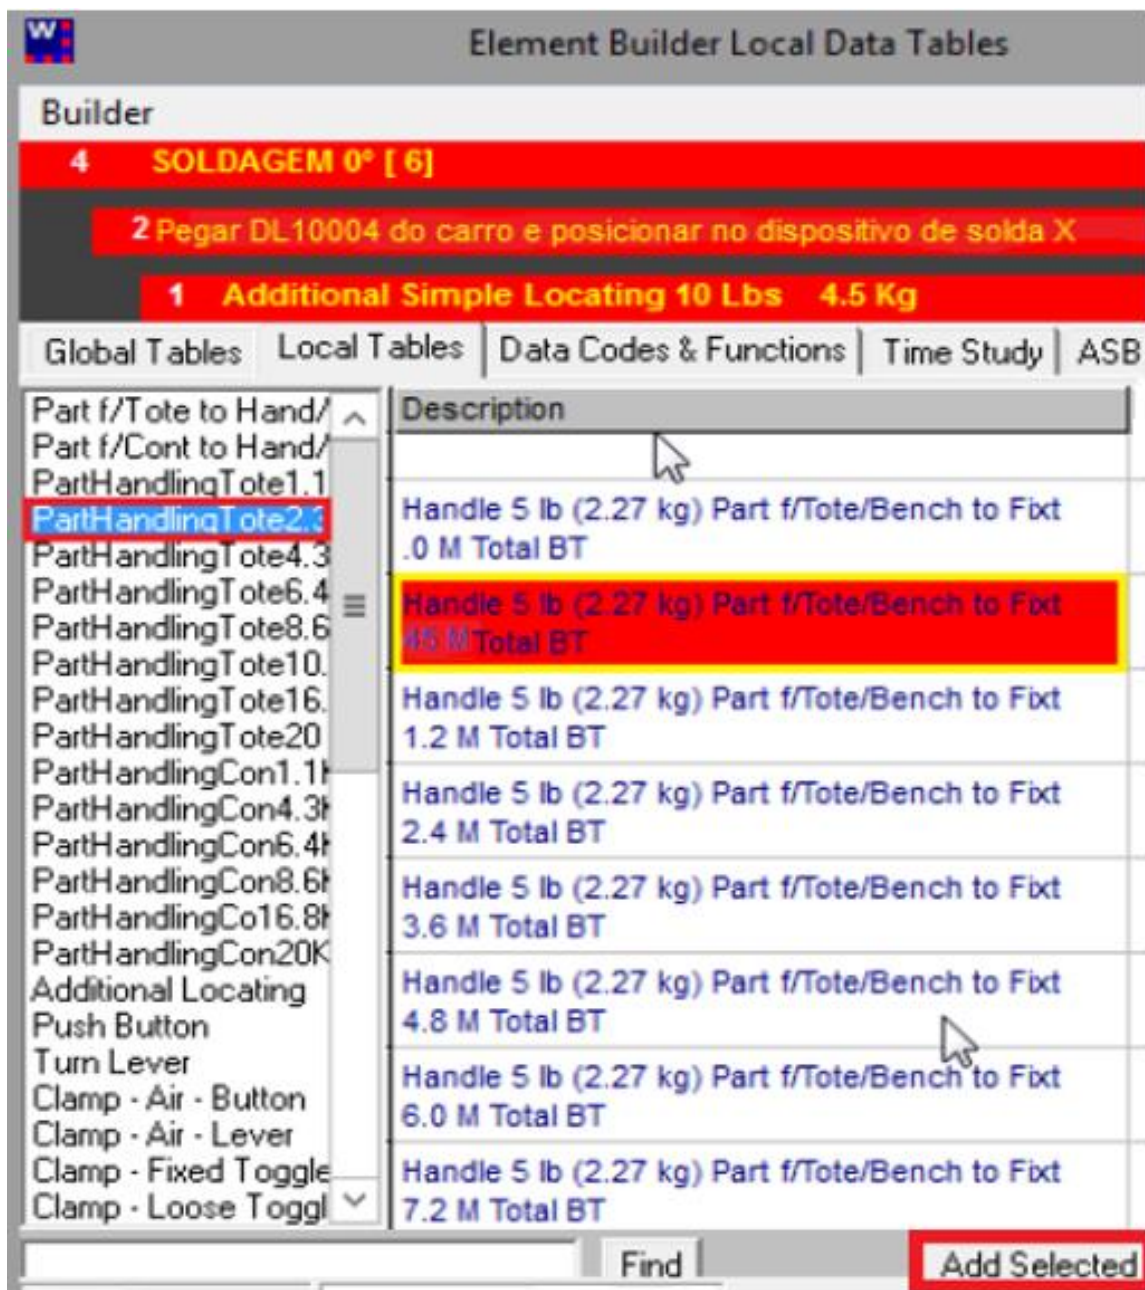 W
Element Builder Local Data Tables
Builder
4 SOLDAGEM 0º [ 6]
2 Pegar DL10004 do carro e posicionar no dispositivo de solda X
1 Additional Simple Locating 10 Lbs 4.5 Kg
Global Tables Local Tables Data Codes & Functions Time Study ASB
Part f/Tote to Hand/
Part f/Cont to Hand/
PartHandlingTote1.1
PartHandlingTote2.3
PartHandlingTote4.3
PartHandlingTote6.4
PartHandlingTote8.6
PartHandlingTote10.
PartHandlingTote16.
PartHandlingTote20
PartHandlingCon1.1K
PartHandlingCon4.3K
PartHandlingCon6.4K
PartHandlingCon8.6K
PartHandlingCo16.8K
PartHandlingCon20K
Additional Locating
Push Button
Turn Lever
Clamp - Air - Button
Clamp - Air - Lever
Clamp - Fixed Toggle
Clamp - Loose Toggl
Description
Handle 5 lb (2.27 kg) Part f/Tote/Bench to Fixt
.0 M Total BT
Handle 5 lb (2.27 kg) Part f/Tote/Bench to Fixt
45 M Total BT
Handle 5 lb (2.27 kg) Part f/Tote/Bench to Fixt
1.2 M Total BT
Handle 5 lb (2.27 kg) Part f/Tote/Bench to Fixt
2.4 M Total BT
Handle 5 lb (2.27 kg) Part f/Tote/Bench to Fixt
3.6 M Total BT
Handle 5 lb (2.27 kg) Part f/Tote/Bench to Fixt
4.8 M Total BT
Handle 5 lb (2.27 kg) Part f/Tote/Bench to Fixt
6.0 M Total BT
Handle 5 lb (2.27 kg) Part f/Tote/Bench to Fixt
7.2 M Total BT
Find
Add Selected